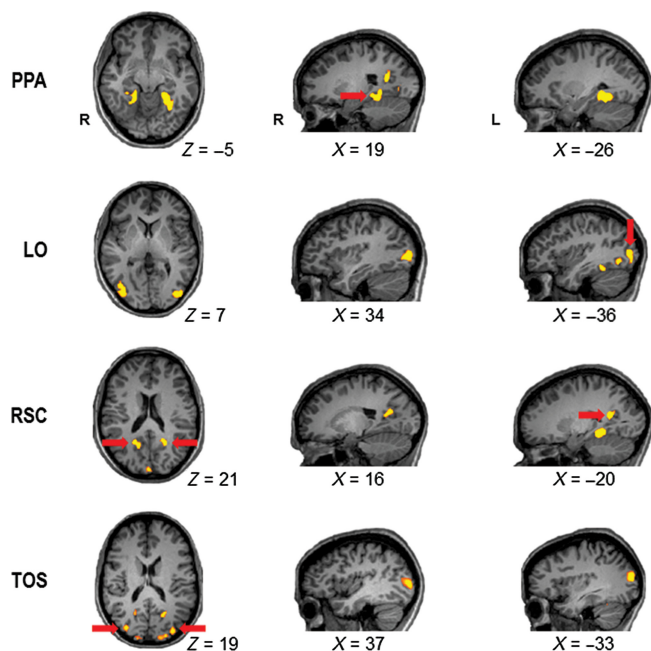 PPA
R
R
L
Z = –5
X = 19
X = –26
LO
Z = 7
X = 34
X = –36
RSC
Z = 21
X = 16
X = –20
TOS
Z = 19
X = 37
X = –33